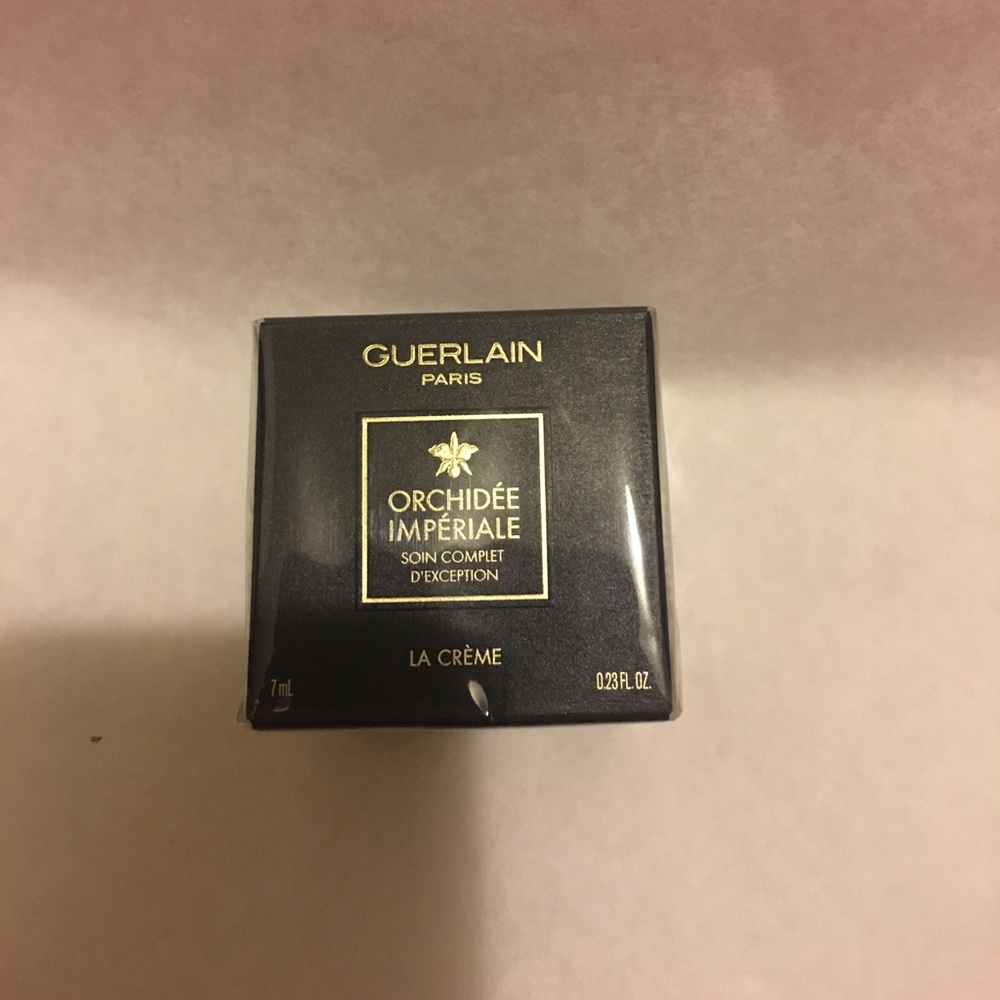 GUERLAIN
PARIS
ORCHIDÉE
IMPÉRIALE
SOIN COMPLET
D'EXCEPTION
LA CRÈME
7 mL 0.23 FL. OZ.